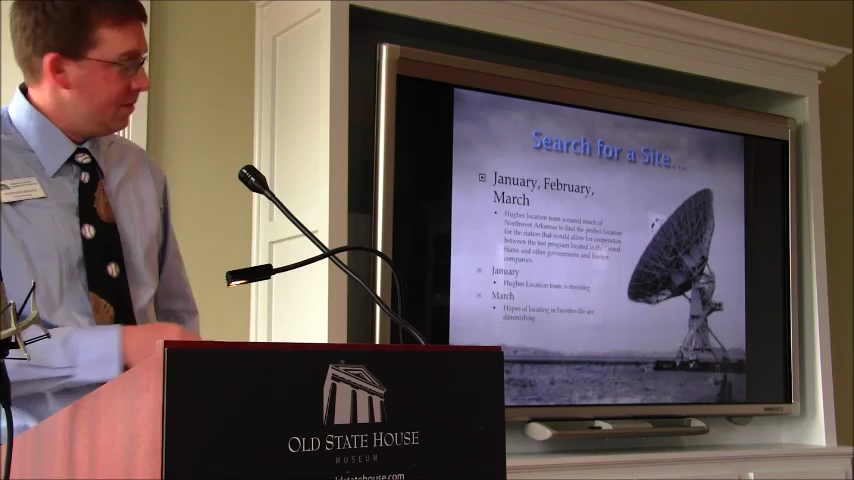 Search for a Site...
January, February,
March
Hughes location team scoured much of
Northwest Arkansas to find the perfect location
for the station that would allow for cooperation
between the test program located in the United
States and other governments and foreign
companies.
January
Hughes Location team is stressing
March
Hopes of locating in Fayetteville are
diminishing
OLD STATE HOUSE
MUSEUM
ldstatehouse.com